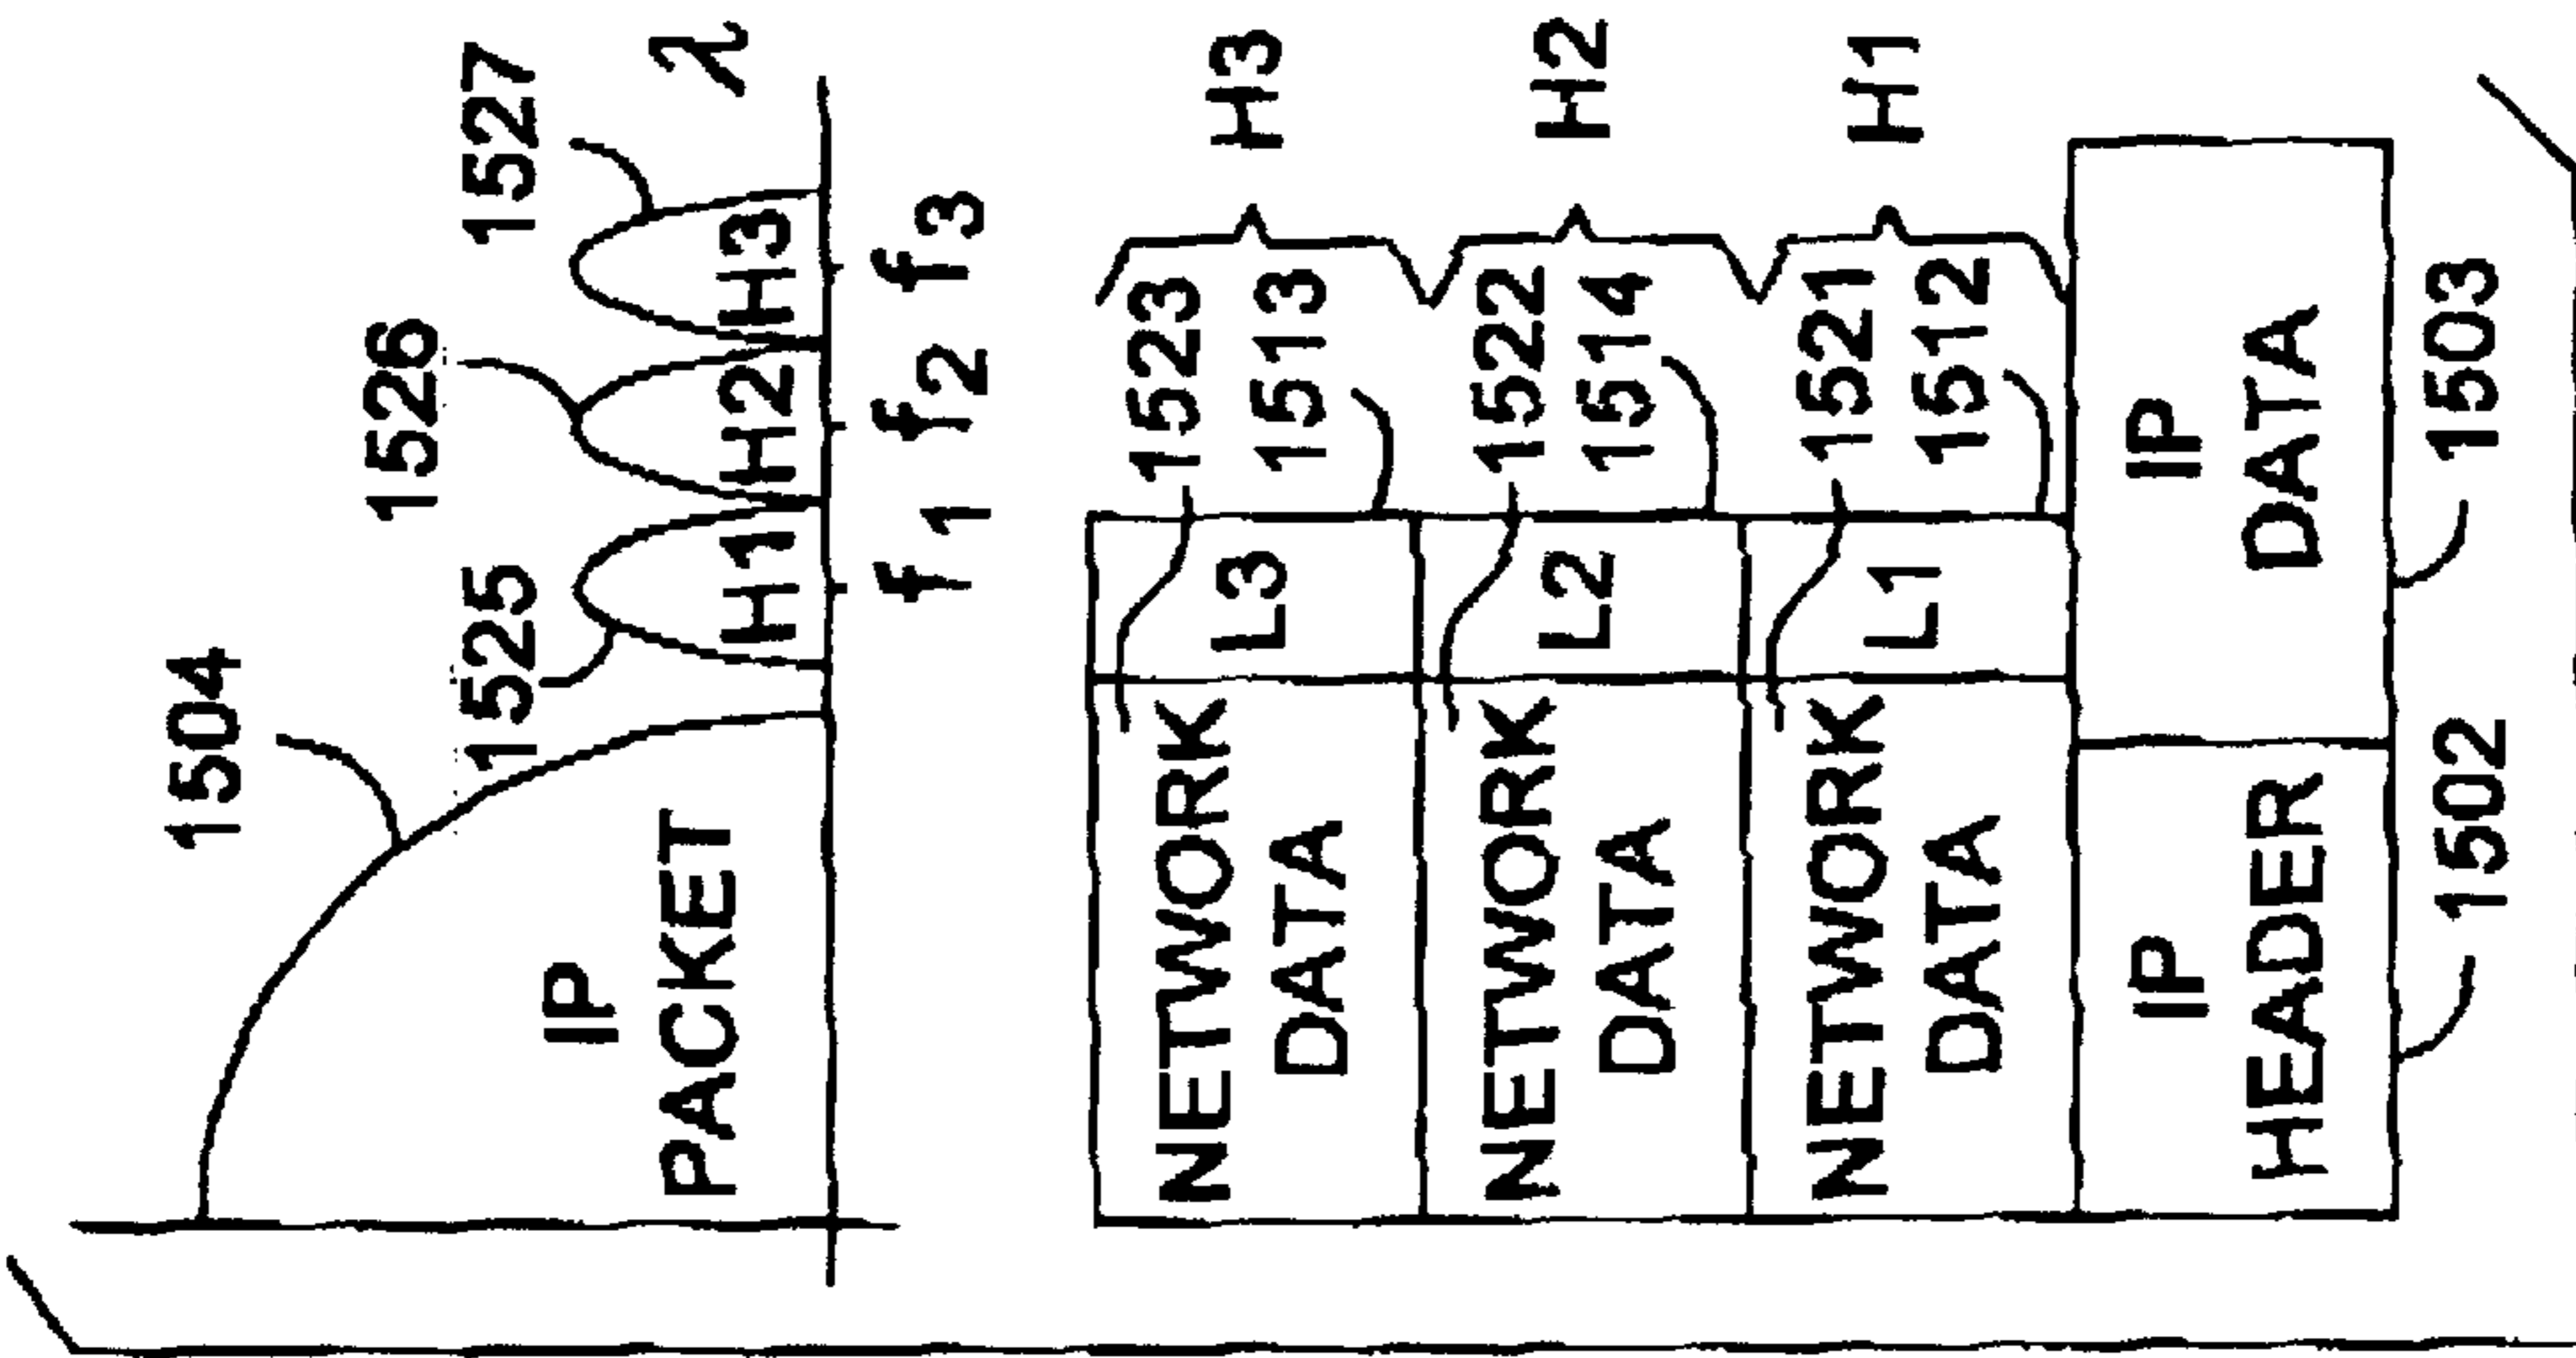 1504
1525
1526
1527
IP
PACKET
H1
H2
H3
λ
f1
f2
f3
NETWORK
DATA
L3
1523
1513
H3
NETWORK
DATA
L2
1522
1514
H2
NETWORK
DATA
L1
1521
1512
H1
IP
HEADER
IP
DATA
1502
1503